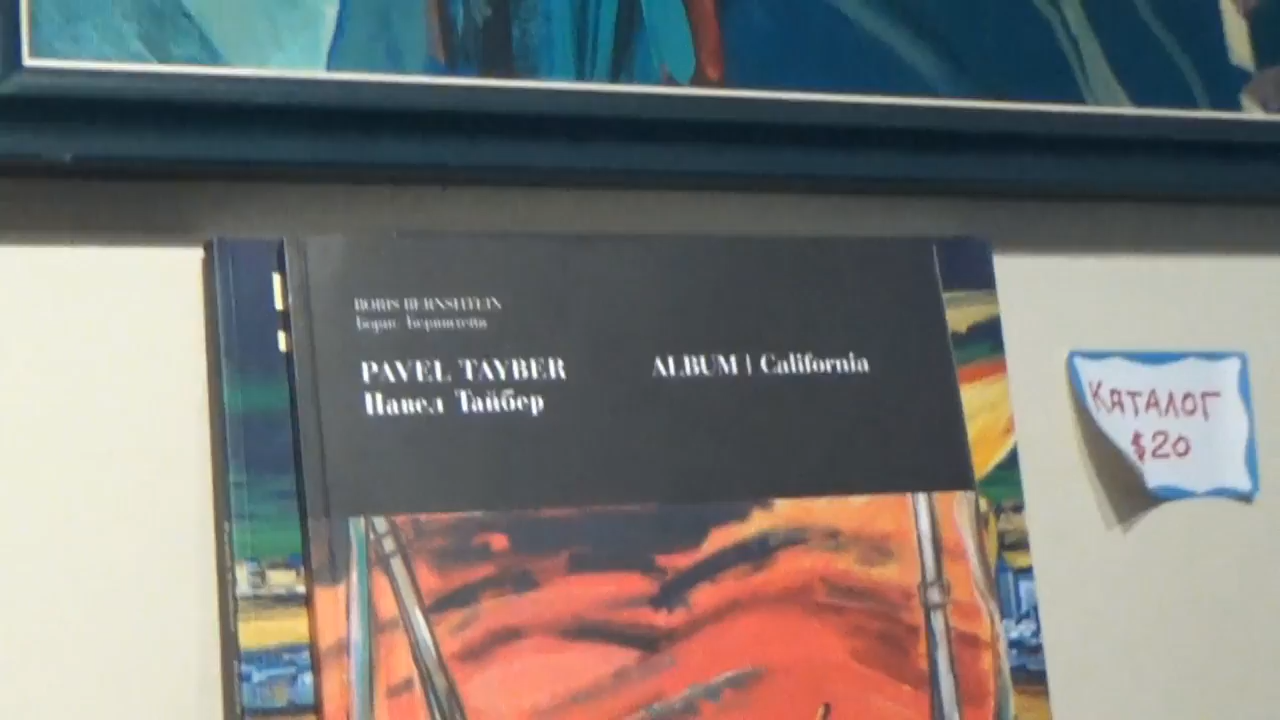 BORIS BERNSHTEIN
Борис Бернштейн
PAVEL TAYBER
Павел Тайбер
ALBUM | California
КАТАЛОГ
$20